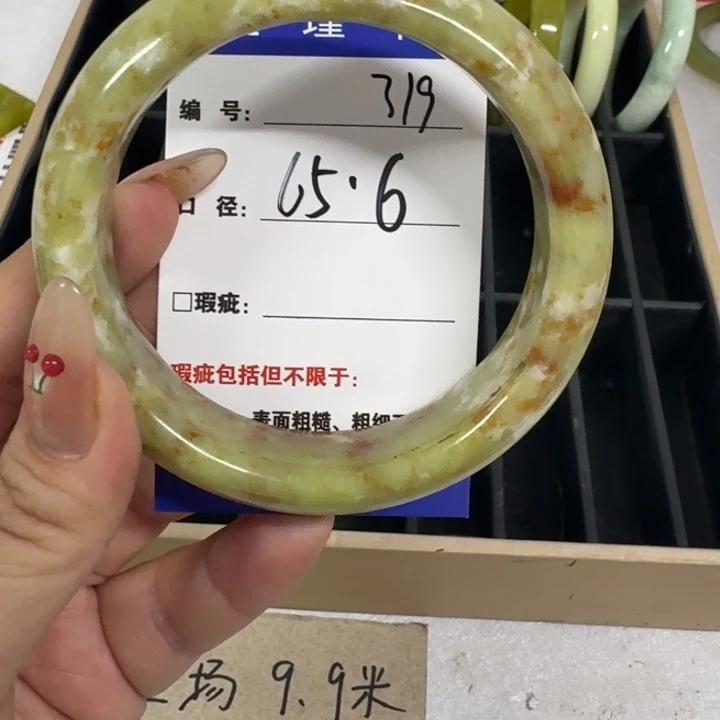 理
编 号: 319
口 径: 65.6
□瑕疵:
瑕疵包括但不限于:
表面粗糙、粗细
场 9.9米